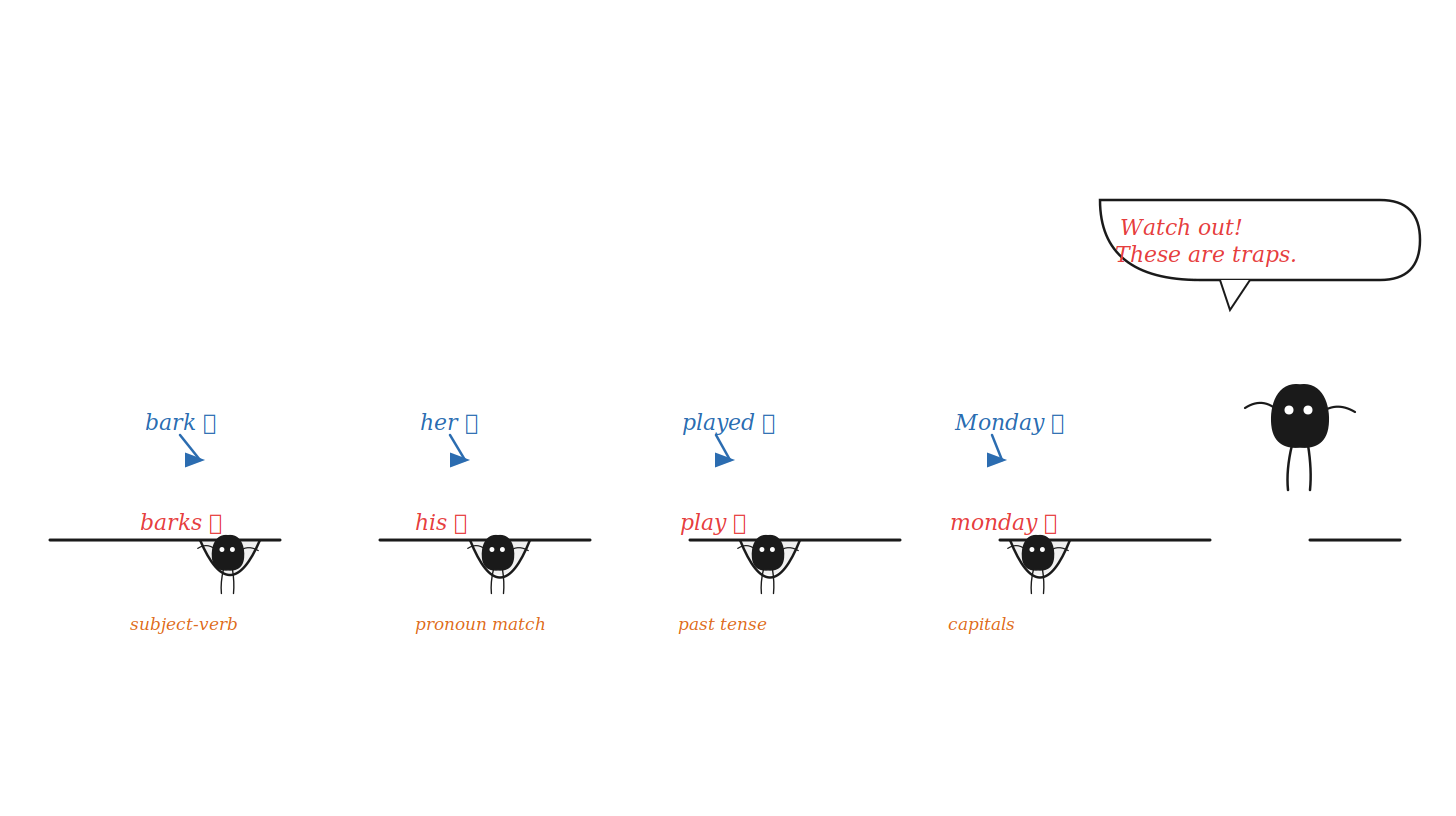 Watch out!
These are traps.
bark
her
played
Monday
barks
his
play
monday
subject-verb
pronoun match
past tense
capitals